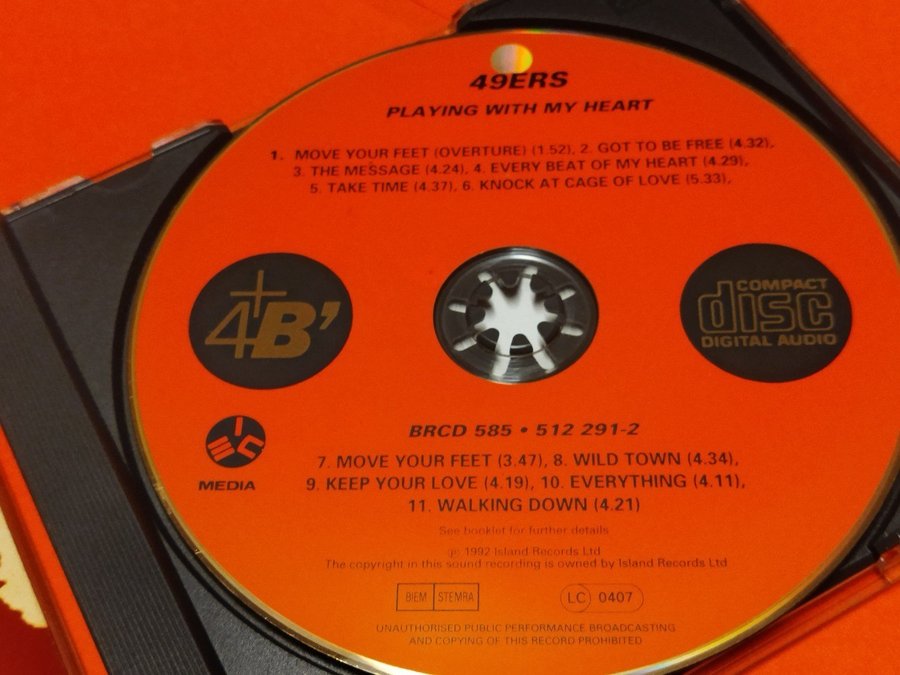 49ERS
PLAYING WITH MY HEART
1. MOVE YOUR FEET (OVERTURE) (1.52), 2. GOT TO BE FREE (4.32),
3. THE MESSAGE (4.24), 4. EVERY BEAT OF MY HEART (4.29),
5. TAKE TIME (4.37), 6. KNOCK AT CAGE OF LOVE (5.33),
4+B’
COMPACT
disc
DIGITAL AUDIO
BRCD 585 • 512 291-2
MEDIA
7. MOVE YOUR FEET (3.47), 8. WILD TOWN (4.34),
9. KEEP YOUR LOVE (4.19), 10. EVERYTHING (4.11),
11. WALKING DOWN (4.21)
See booklet for further details
℗ 1992 Island Records Ltd
The copyright in this sound recording is owned by Island Records Ltd
BIEM STEMRA
LC 0407
UNAUTHORISED PUBLIC PERFORMANCE BROADCASTING
AND COPYING OF THIS RECORD PROHIBITED